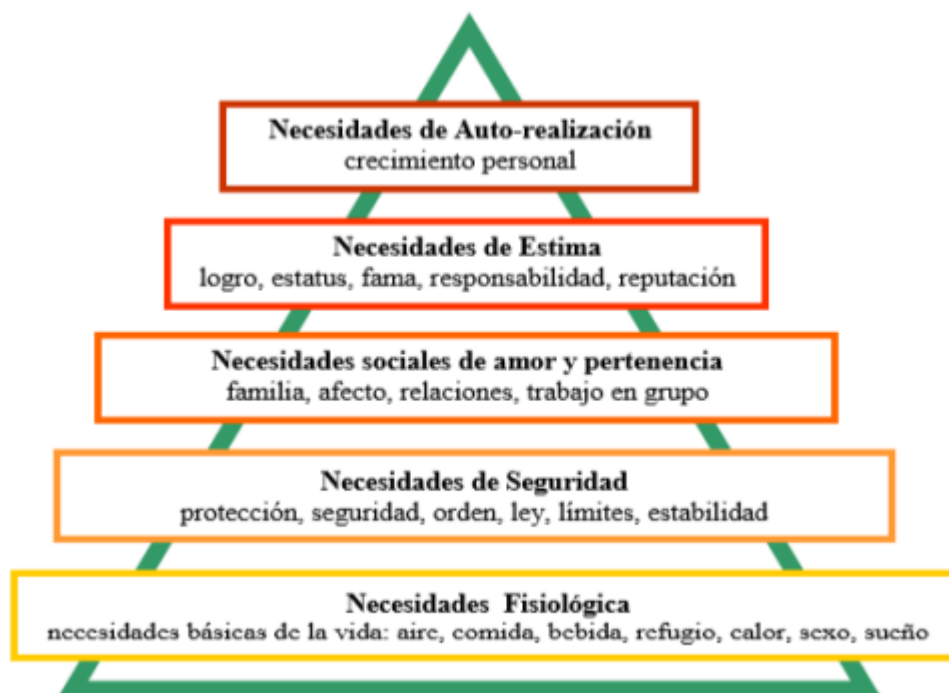 Necesidades de Auto-realización
crecimiento personal
Necesidades de Estima
logro, estatus, fama, responsabilidad, reputación
Necesidades sociales de amor y pertenencia
familia, afecto, relaciones, trabajo en grupo
Necesidades de Seguridad
protección, seguridad, orden, ley, límites, estabilidad
Necesidades Fisiológica
necesidades básicas de la vida: aire, comida, bebida, refugio, calor, sexo, sueño